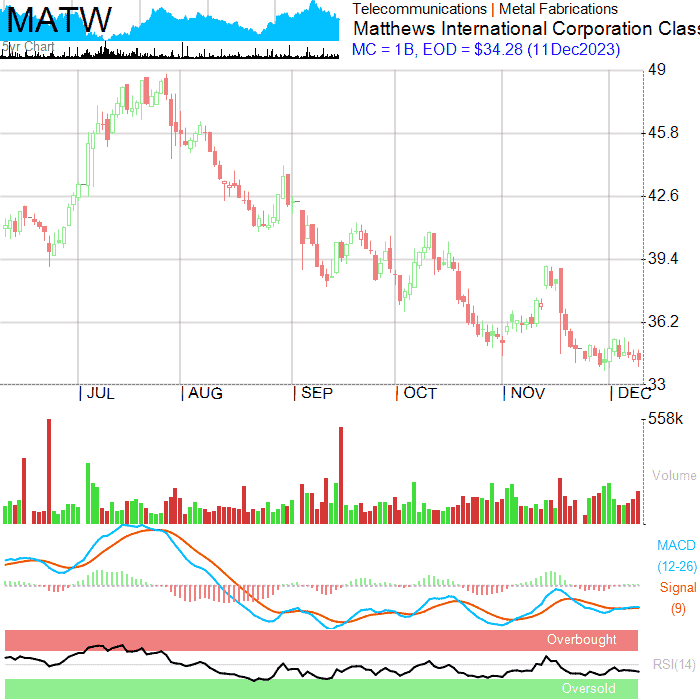 MATW
5yr Chart
Telecommunications | Metal Fabrications
Matthews International Corporation Clas
MC = 1B, EOD = $34.28 (11Dec2023)
49
45.8
42.6
39.4
36.2
33
| JUL | AUG | SEP | OCT | NOV | DEC
558k
Volume
MACD
(12-26)
Signal
(9)
Overbought
RSI(14)
Oversold